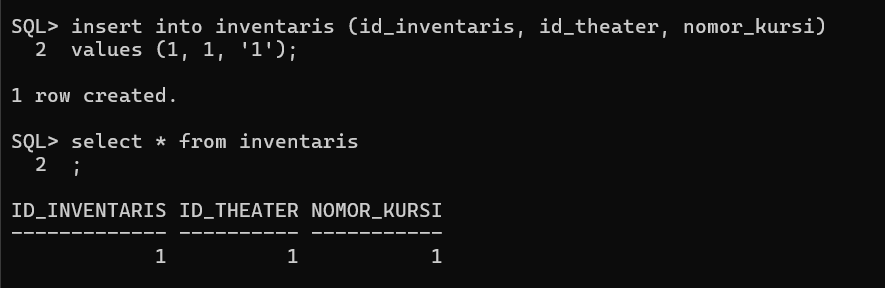 SQL> insert into inventaris (id_inventaris, id_theater, nomor_kursi)
  2  values (1, 1, '1');
1 row created.
SQL> select * from inventaris
  2  ;
ID_INVENTARIS ID_THEATER NOMOR_KURSI
------------- ---------- -----------
            1          1           1